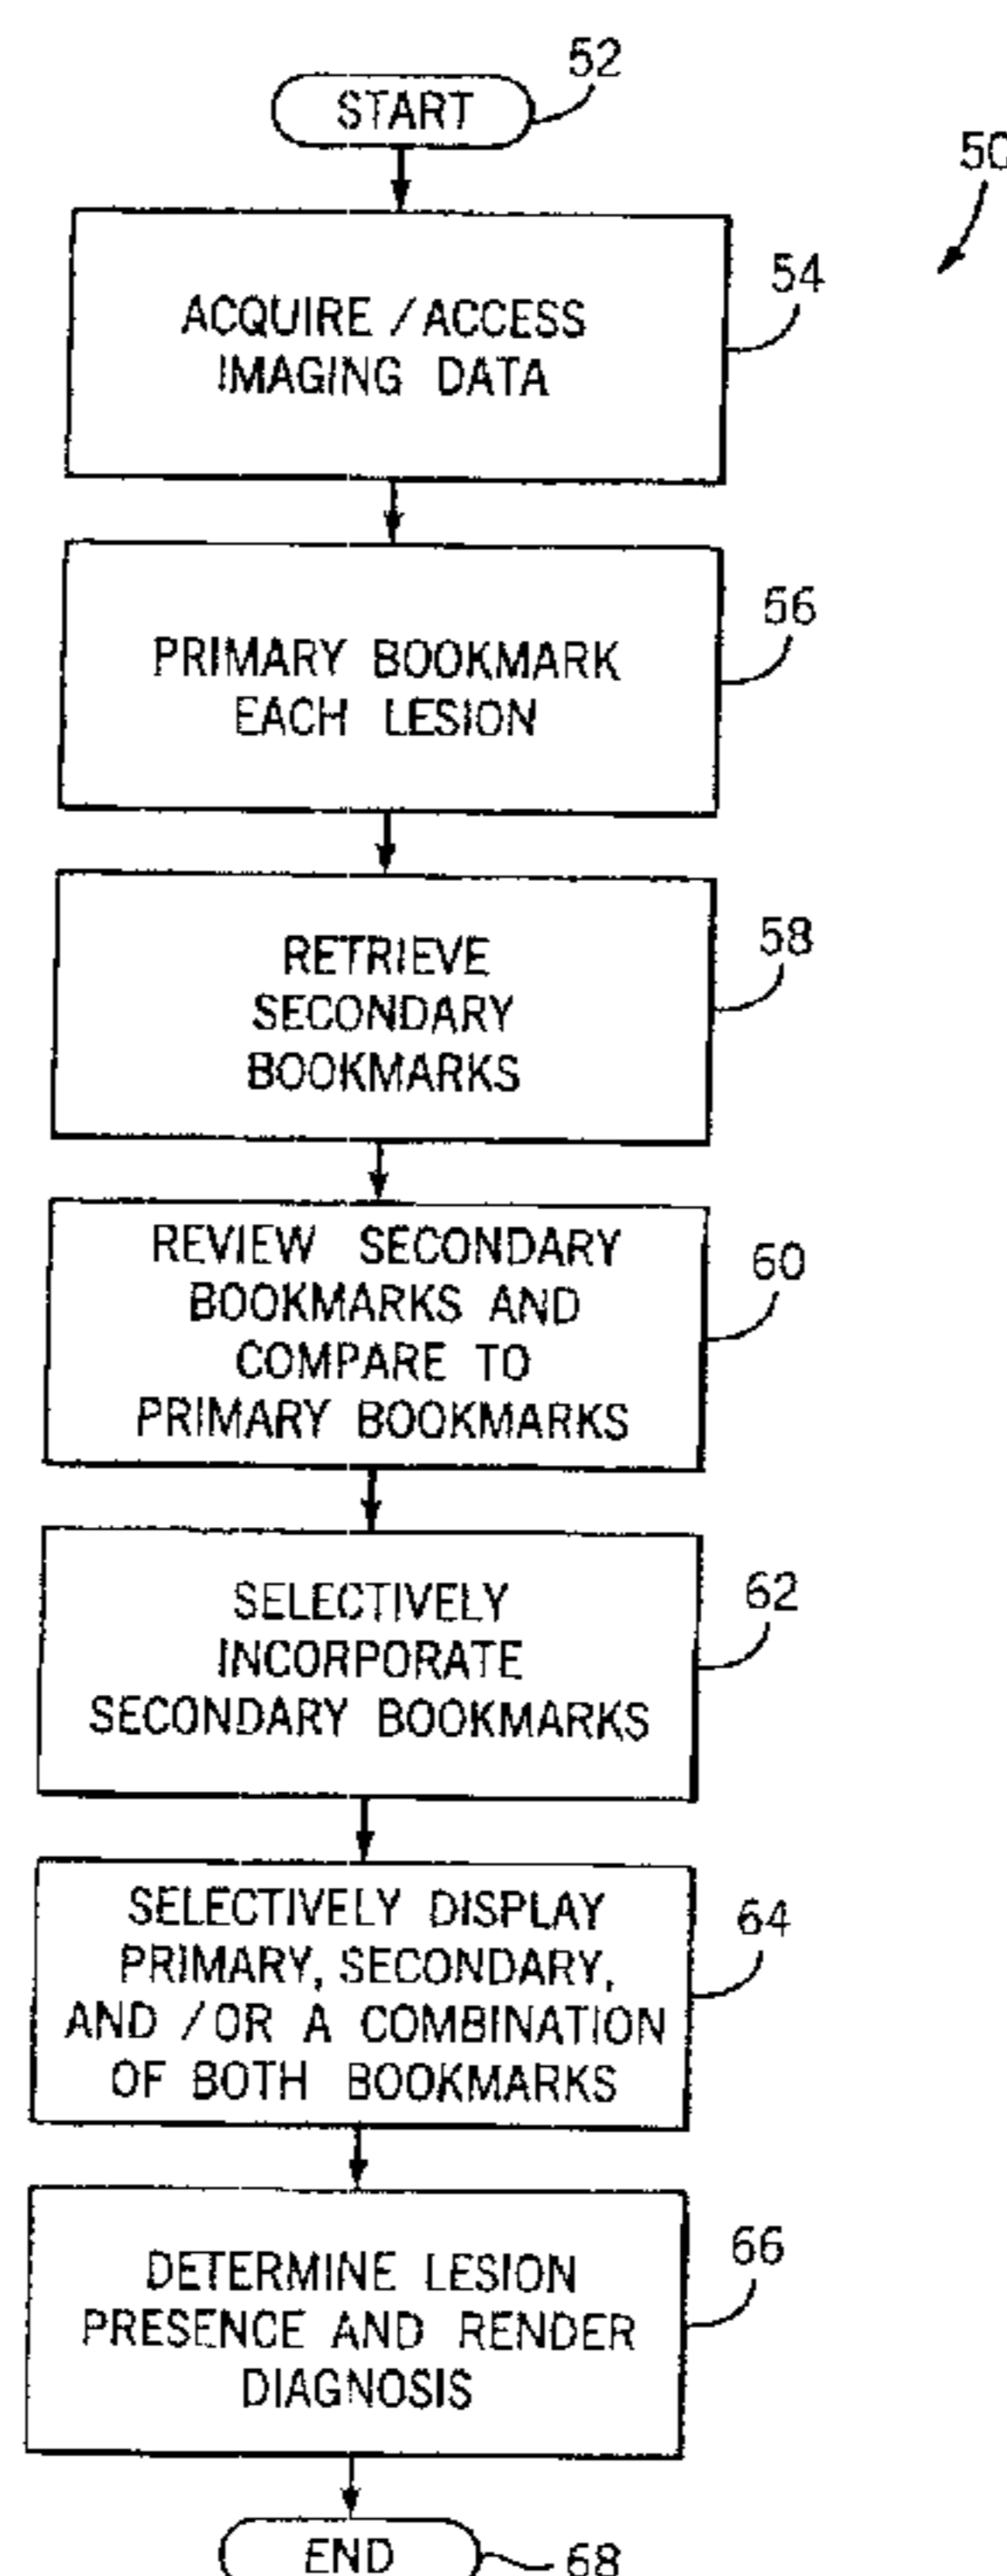 START
52
50
ACQUIRE / ACCESS
IMAGING DATA
54
PRIMARY BOOKMARK
EACH LESION
56
RETRIEVE
SECONDARY
BOOKMARKS
58
REVIEW SECONDARY
BOOKMARKS AND
COMPARE TO
PRIMARY BOOKMARKS
60
SELECTIVELY
INCORPORATE
SECONDARY BOOKMARKS
62
SELECTIVELY DISPLAY
PRIMARY, SECONDARY,
AND / OR A COMBINATION
OF BOTH BOOKMARKS
64
DETERMINE LESION
PRESENCE AND RENDER
DIAGNOSIS
66
END
68